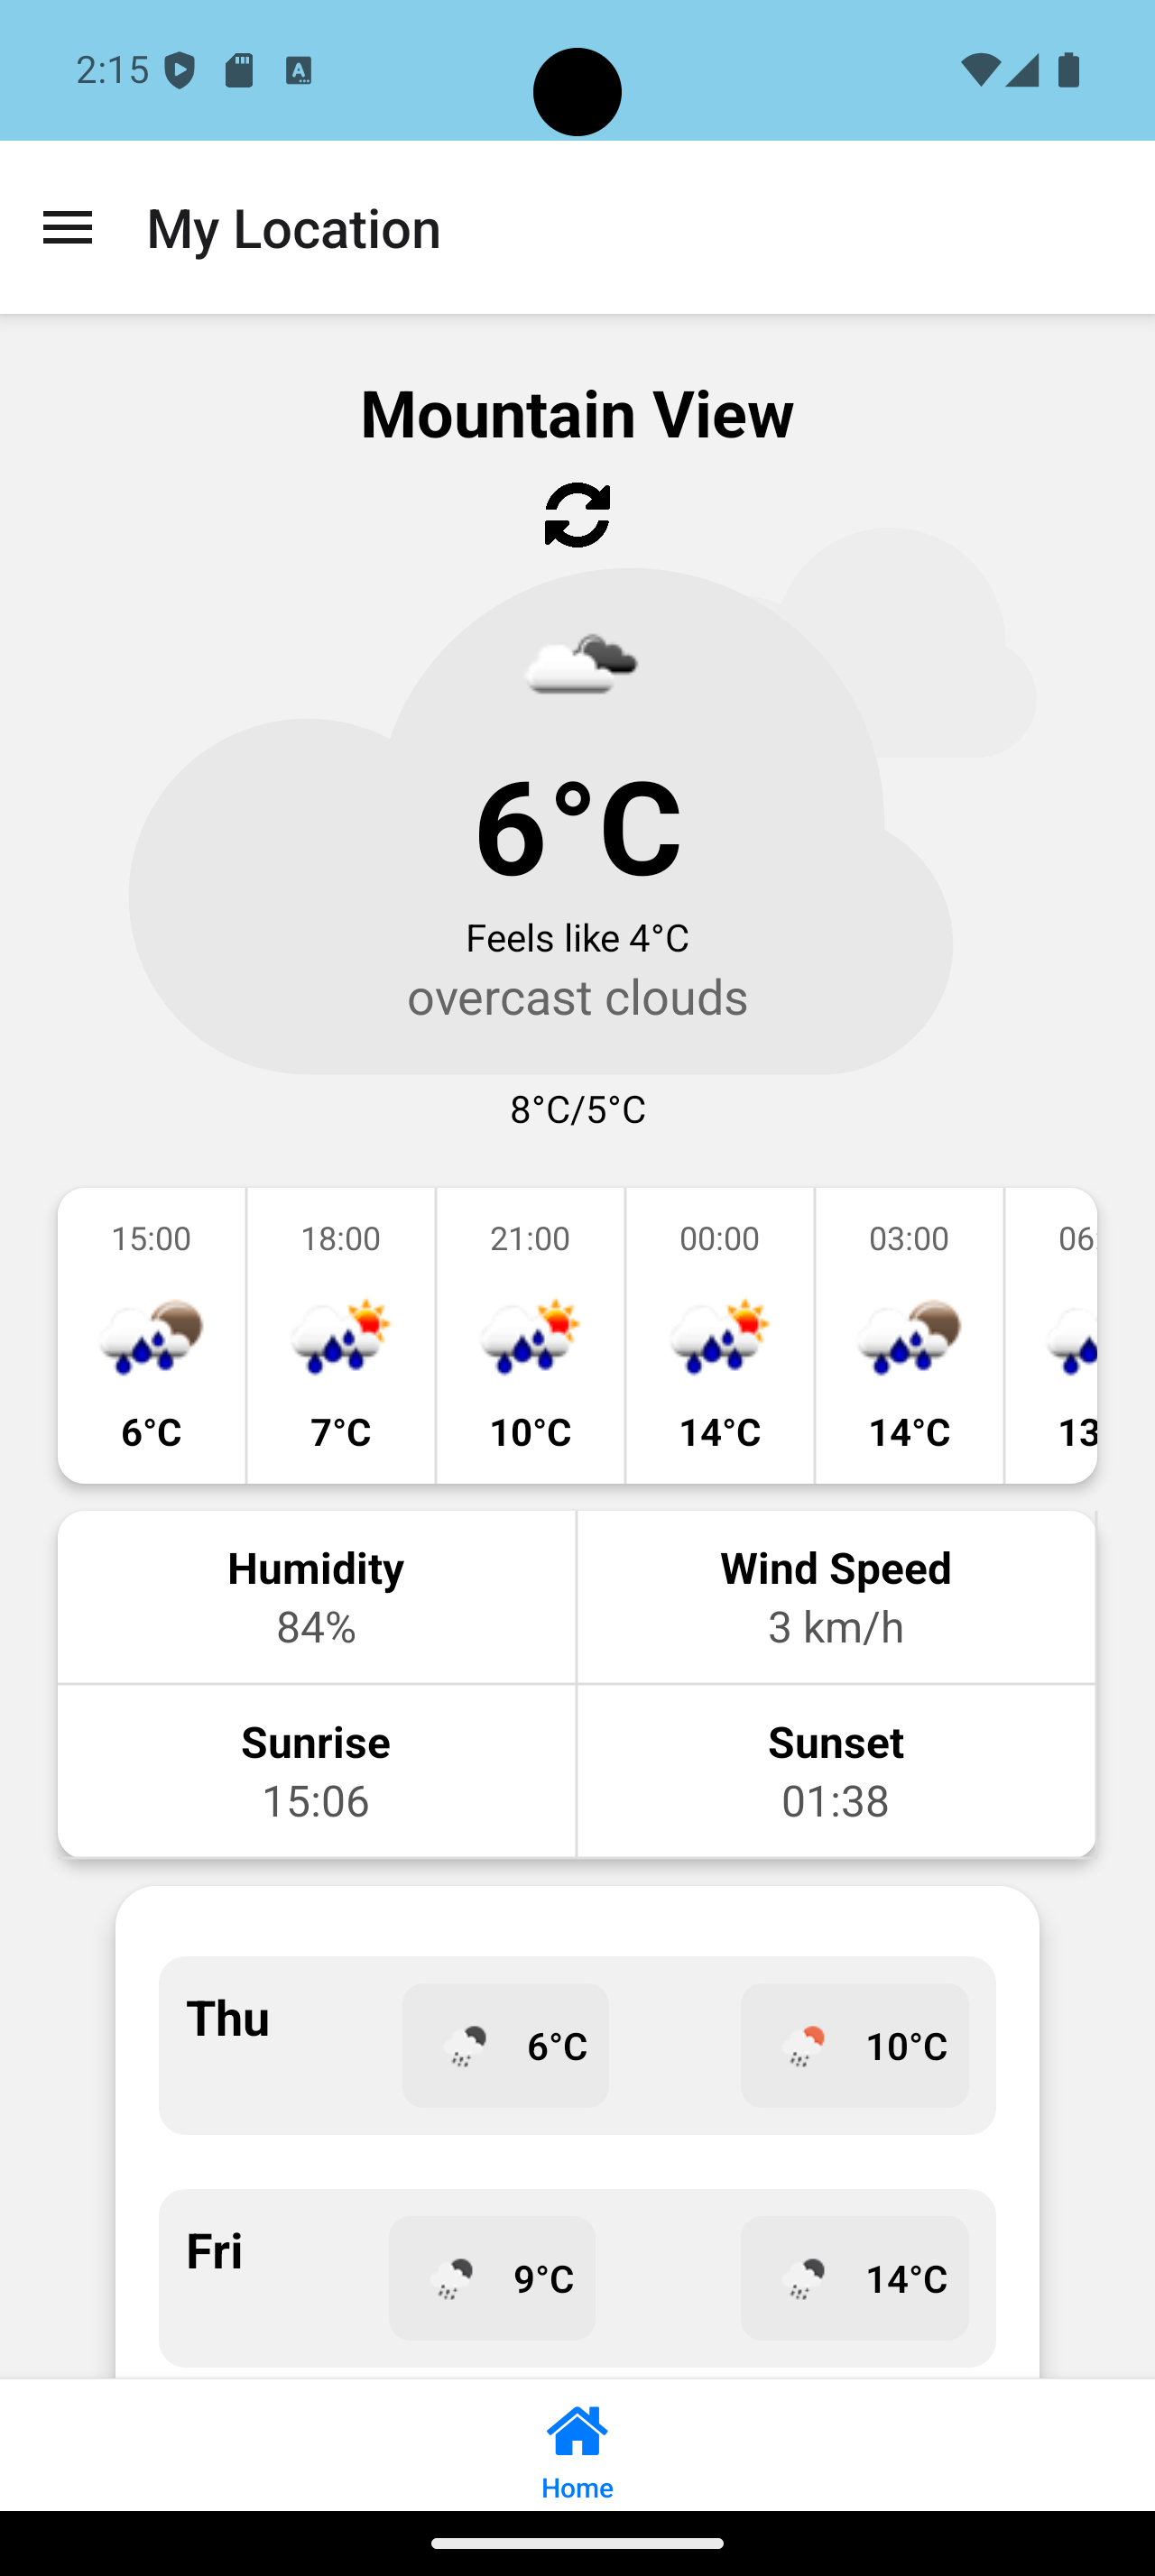 2:15
My Location
Mountain View
6°C
Feels like 4°C
overcast clouds
8°C/5°C
15:00 18:00 21:00 00:00 03:00 06:
6°C 7°C 10°C 14°C 14°C 13
Humidity Wind Speed
84% 3 km/h
Sunrise Sunset
15:06 01:38
Thu 6°C 10°C
Fri 9°C 14°C
Home